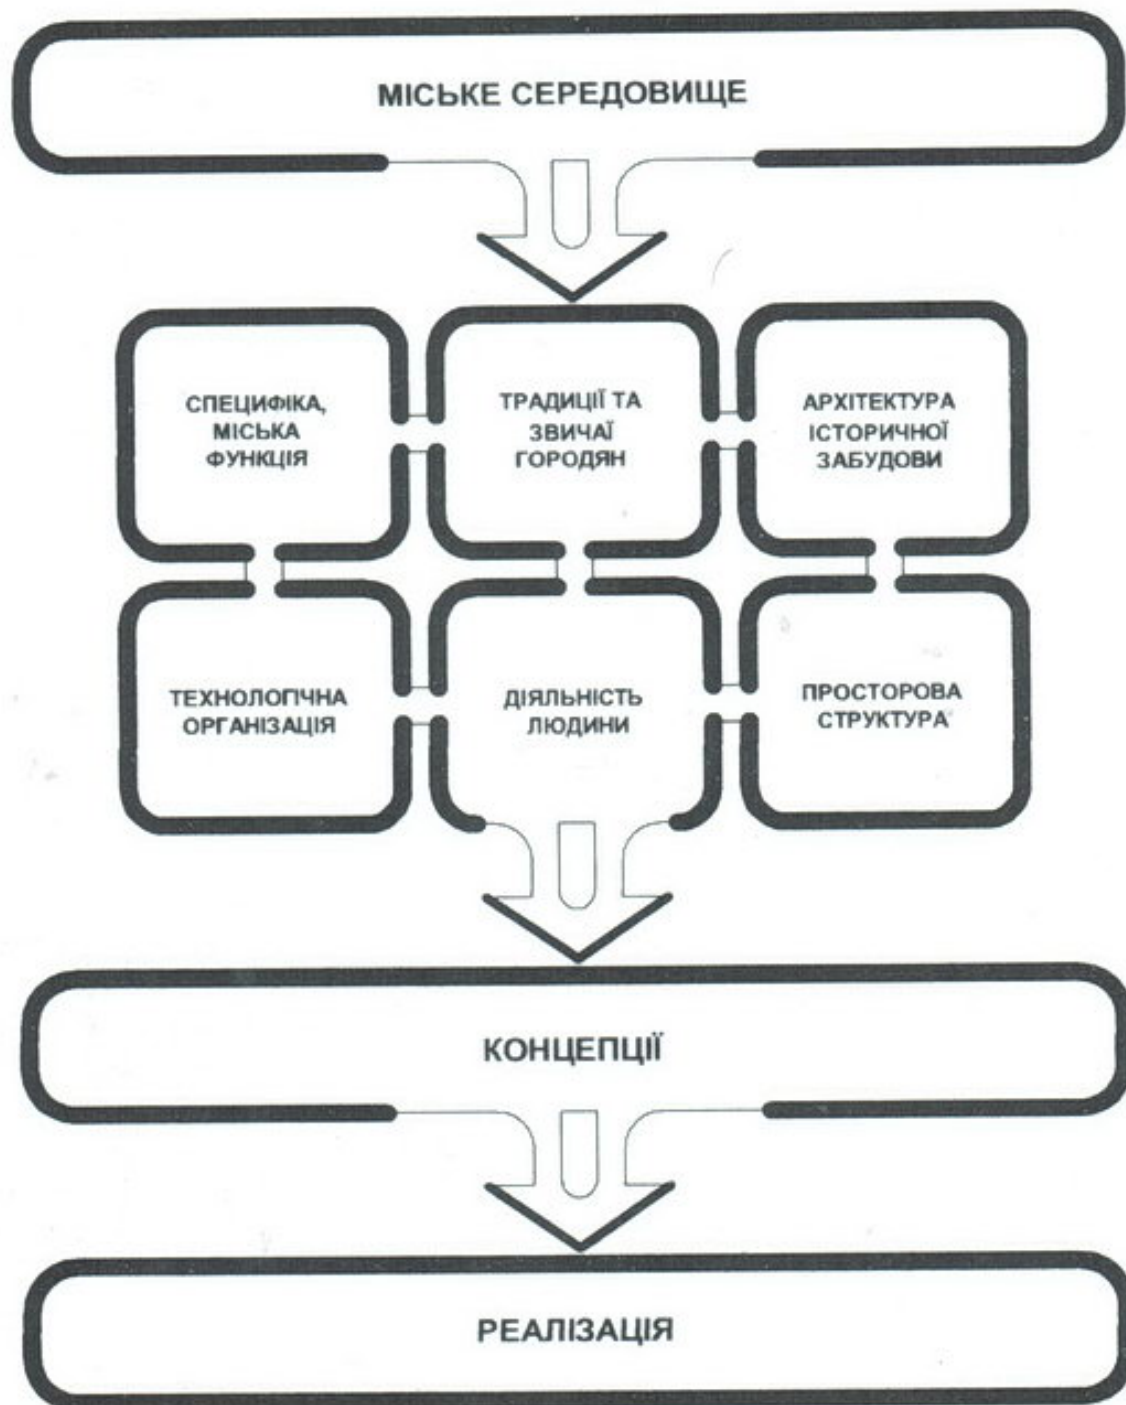 МІСЬКЕ СЕРЕДОВИЩЕ
СПЕЦИФІКА,
МІСЬКА
ФУНКЦІЯ
ТРАДИЦІЇ ТА
ЗВИЧАЇ
ГОРОДЯН
АРХІТЕКТУРА
ІСТОРИЧНОЇ
ЗАБУДОВИ
ТЕХНОЛОГІЧНА
ОРГАНІЗАЦІЯ
ДІЯЛЬНІСТЬ
ЛЮДИНИ
ПРОСТОРОВА
СТРУКТУРА
КОНЦЕПЦІЇ
РЕАЛІЗАЦІЯ